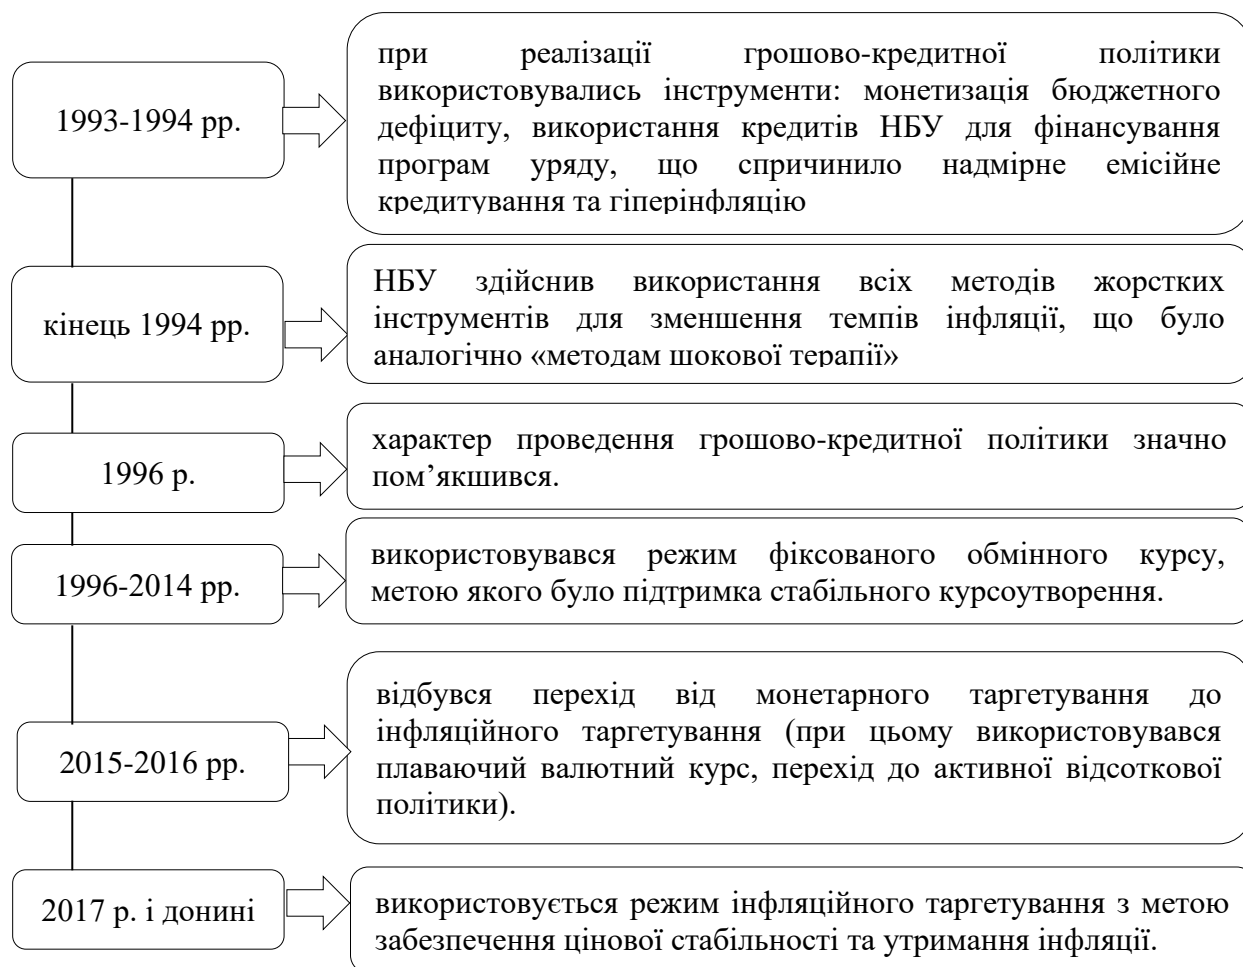 1993-1994 рр.
при реалізації грошово-кредитної політики
використовувались інструменти: монетизація бюджетного
дефіциту, використання кредитів НБУ для фінансування
програм уряду, що спричинило надмірне емісійне
кредитування та гіперінфляцію
кінець 1994 рр.
НБУ здійснив використання всіх методів жорстких
інструментів для зменшення темпів інфляції, що було
аналогічно «методам шокової терапії»
1996 р.
характер проведення грошово-кредитної політики значно
пом’якшився.
1996-2014 рр.
використовувався режим фіксованого обмінного курсу,
метою якого було підтримка стабільного курсоутворення.
2015-2016 рр.
відбувся перехід від монетарного таргетування до
інфляційного таргетування (при цьому використовувався
плаваючий валютний курс, перехід до активної відсоткової
політики).
2017 р. і донині
використовується режим інфляційного таргетування з метою
забезпечення цінової стабільності та утримання інфляції.